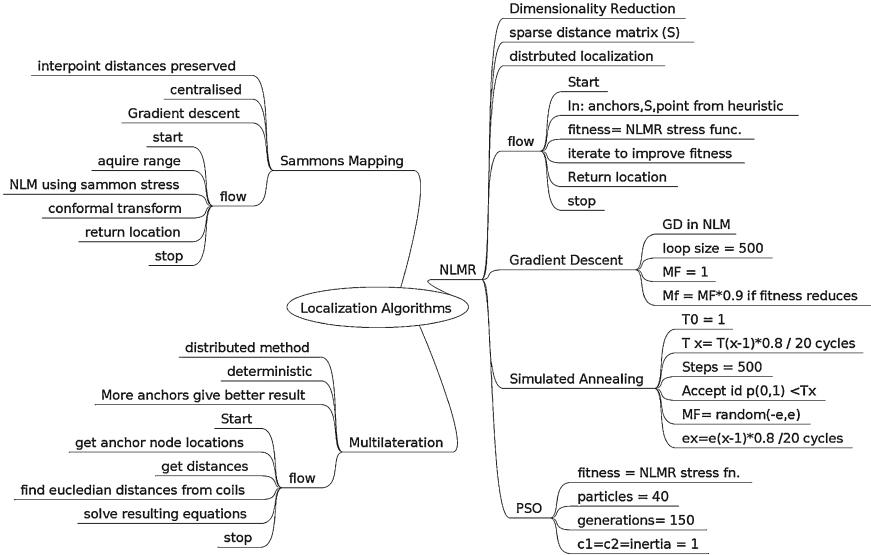 Localization Algorithms
Sammons Mapping
interpoint distances preserved
centralised
Gradient descent
flow
start
aquire range
NLM using sammon stress
conformal transform
return location
stop
Multilateration
distributed method
deterministic
More anchors give better result
flow
Start
get anchor node locations
get distances
find eucledian distances from coils
solve resulting equations
stop
NLMR
Dimensionality Reduction
sparse distance matrix (S)
distrbuted localization
flow
Start
In: anchors,S,point from heuristic
fitness= NLMR stress func.
iterate to improve fitness
Return location
stop
Gradient Descent
GD in NLM
loop size = 500
MF = 1
Mf = MF*0.9 if fitness reduces
Simulated Annealing
T0 = 1
T x= T(x-1)*0.8 / 20 cycles
Steps = 500
Accept id p(0,1) <Tx
MF= random(-e,e)
ex=e(x-1)*0.8 /20 cycles
PSO
fitness = NLMR stress fn.
particles = 40
generations= 150
c1=c2=inertia = 1